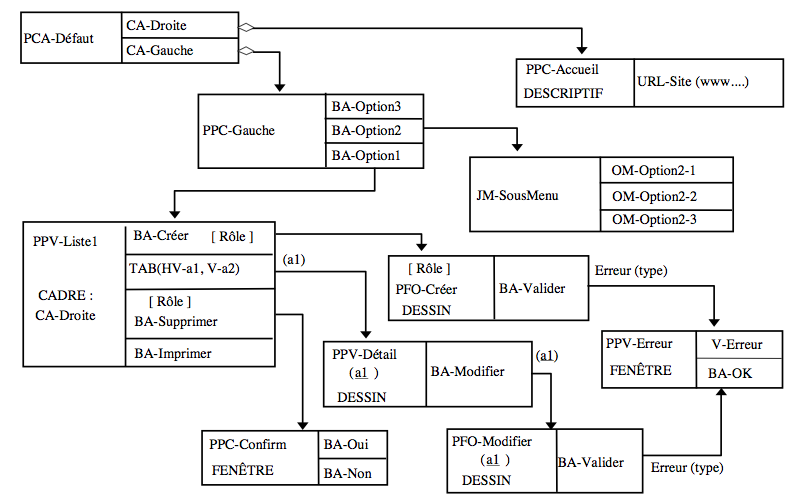 PCA-Défaut
CA-Droite
CA-Gauche
PPC-Accueil
DESCRIPTIF
URL-Site (www....)
PPC-Gauche
BA-Option3
BA-Option2
BA-Option1
JM-SousMenu
OM-Option2-1
OM-Option2-2
OM-Option2-3
PPV-Liste1
CADRE :
CA-Droite
BA-Créer [ Rôle ]
TAB(HV-a1, V-a2)
[ Rôle ]
BA-Supprimer
BA-Imprimer
(a1)
[ Rôle ]
PFO-Créer
DESSIN
BA-Valider
Erreur (type)
PPV-Erreur
FENÊTRE
V-Erreur
BA-OK
PPV-Détail
(a1 )
DESSIN
BA-Modifier
(a1)
PPC-Confirm
FENÊTRE
BA-Oui
BA-Non
PFO-Modifier
(a1 )
DESSIN
BA-Valider
Erreur (type)